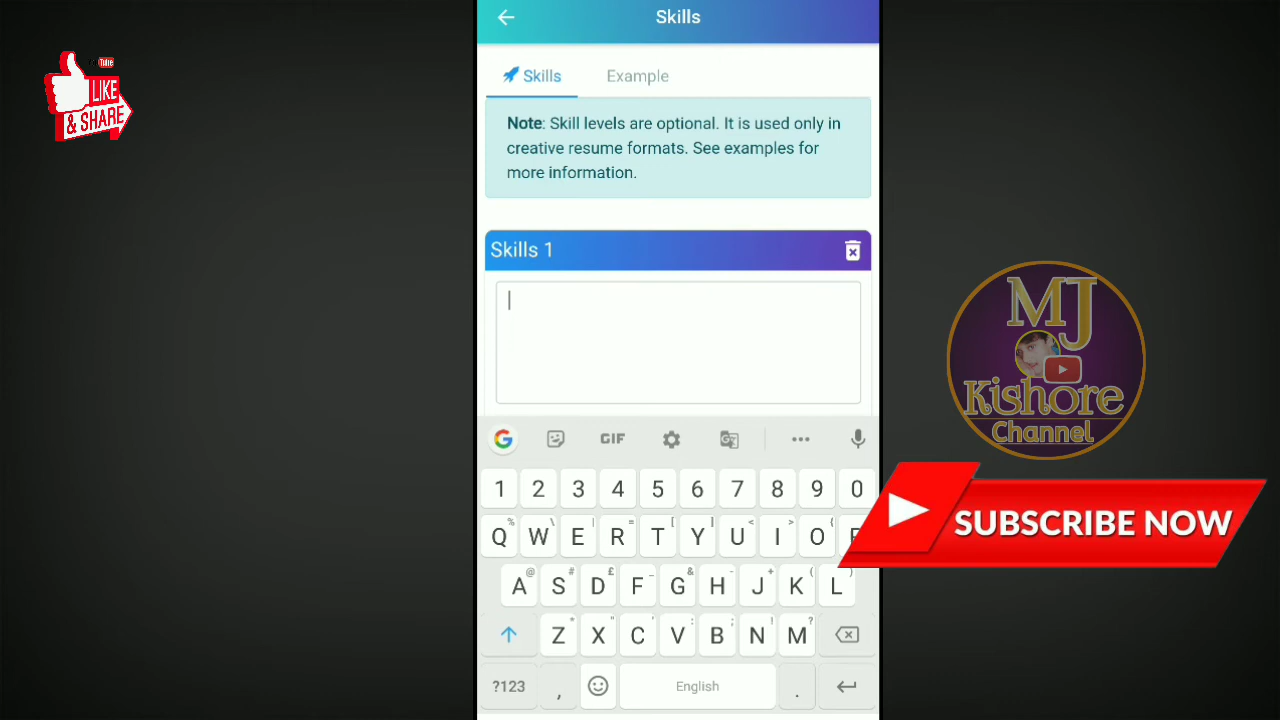 Skills
Skills
Example
Note: Skill levels are optional. It is used only in
creative resume formats. See examples for
more information.
Skills 1
GIF
1 2 3 4 5 6 7 8 9 0
Q W E R T Y U I O
A S D F G H J K L
Z X C V B N M
?123 , English .
LIKE
& SHARE
MJ
Kishore
Channel
SUBSCRIBE NOW